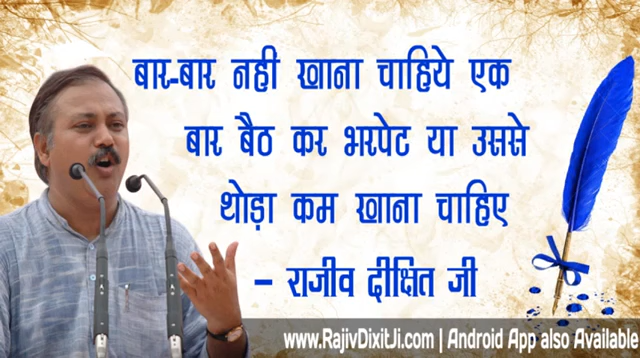 बार-बार नही खाना चाहिये एक
बार बैठ कर भरपेट या उससे
थोड़ा कम खाना चाहिए
– राजीव दीक्षित जी
www.RajivDixitJi.com | Android App also Available